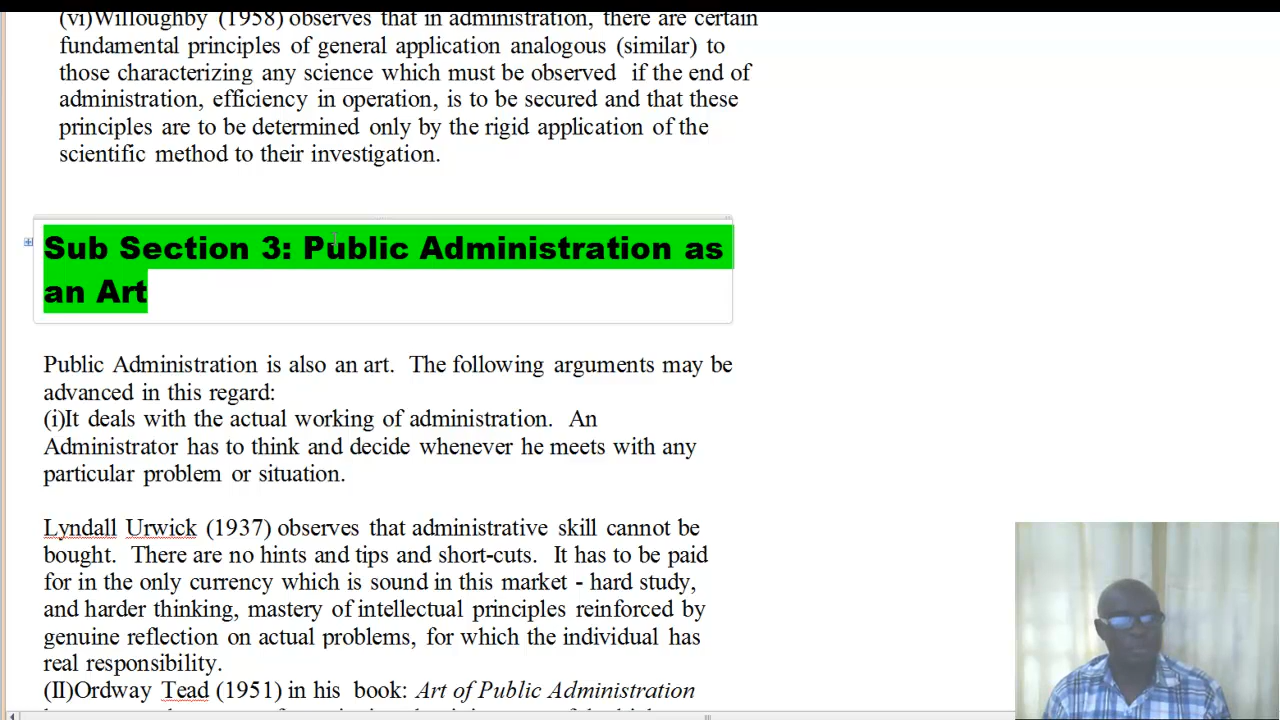 (vi)Willoughby (1958) observes that in administration, there are certain
fundamental principles of general application analogous (similar) to
those characterizing any science which must be observed if the end of
administration, efficiency in operation, is to be secured and that these
principles are to be determined only by the rigid application of the
scientific method to their investigation.
Sub Section 3: Public Administration as
an Art
Public Administration is also an art. The following arguments may be
advanced in this regard:
(i)It deals with the actual working of administration. An
Administrator has to think and decide whenever he meets with any
particular problem or situation.
Lyndall Urwick (1937) observes that administrative skill cannot be
bought. There are no hints and tips and short-cuts. It has to be paid
for in the only currency which is sound in this market - hard study,
and harder thinking, mastery of intellectual principles reinforced by
genuine reflection on actual problems, for which the individual has
real responsibility.
(II)Ordway Tead (1951) in his book: Art of Public Administration